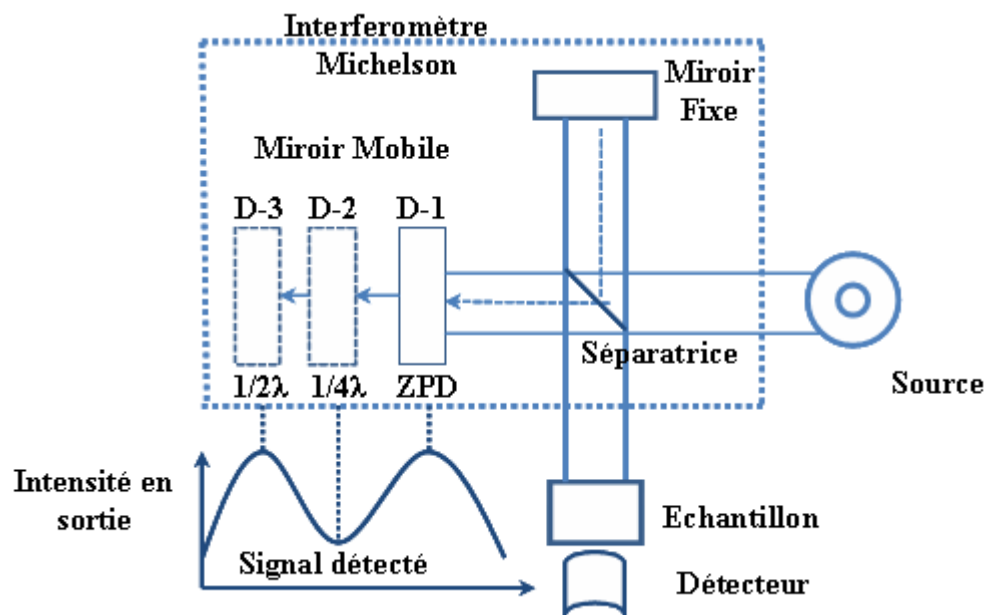 Interferomètre
Michelson
Miroir
Fixe
Miroir Mobile
D-3 D-2 D-1
Séparatrice
1/2λ 1/4λ ZPD
Source
Intensité en
sortie
Echantillon
Signal détecté
Détecteur